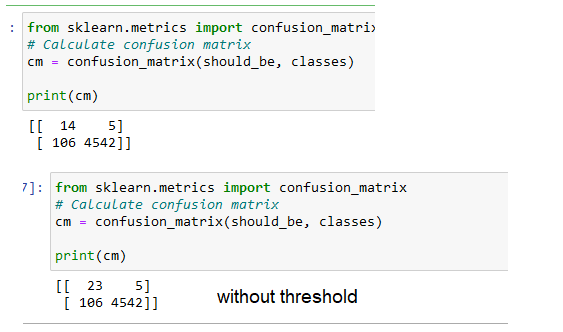 : from sklearn.metrics import confusion_matrix
# Calculate confusion matrix
cm = confusion_matrix(should_be, classes)
print(cm)
[[  14    5]
 [ 106 4542]]
7]: from sklearn.metrics import confusion_matrix
# Calculate confusion matrix
cm = confusion_matrix(should_be, classes)
print(cm)
[[  23    5]
 [ 106 4542]]
without threshold